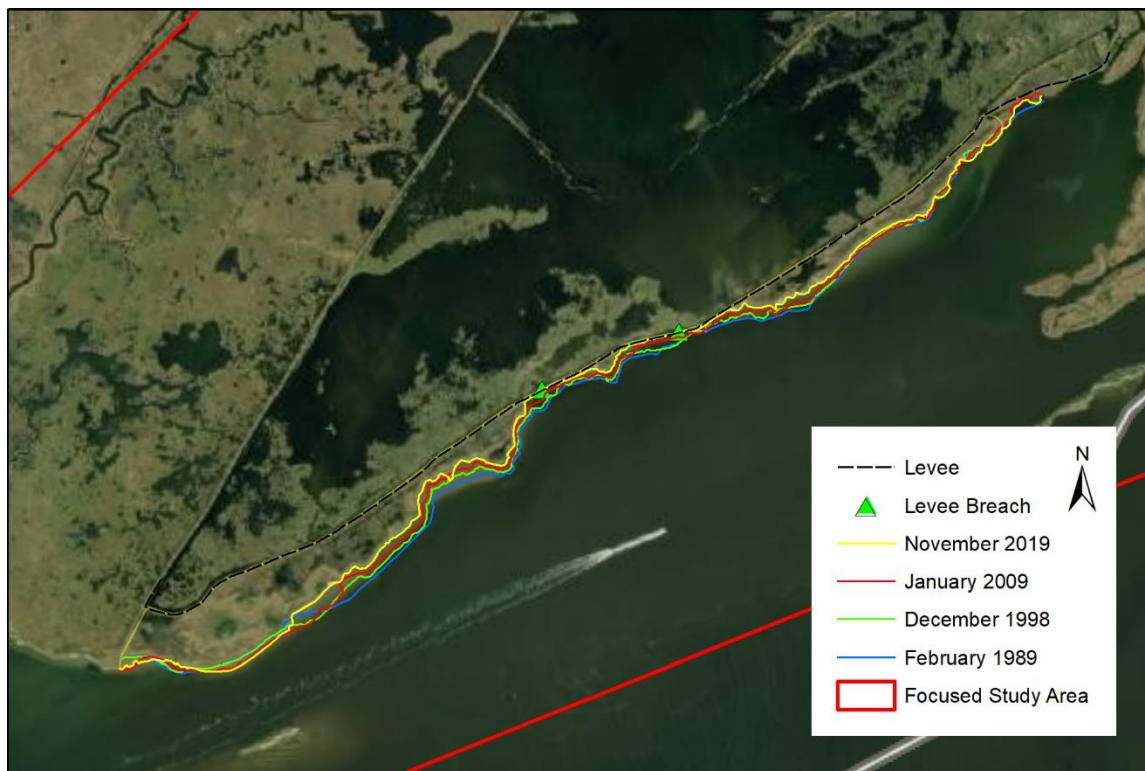 N
Levee
Levee Breach
November 2019
January 2009
December 1998
February 1989
Focused Study Area